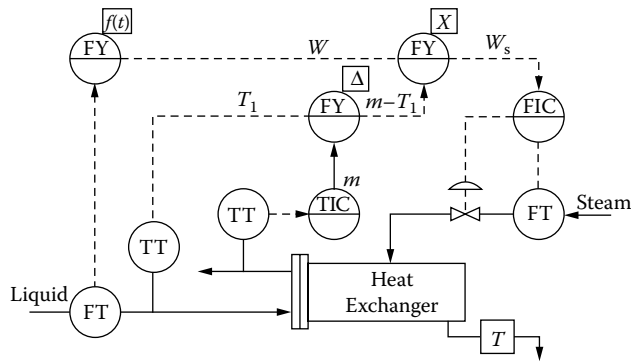 f(t)
X
FY
W
FY
Wₛ
Δ
T₁
FY
m–T₁
FIC
m
TT
TIC
FT
Steam
TT
Liquid
FT
Heat
Exchanger
T